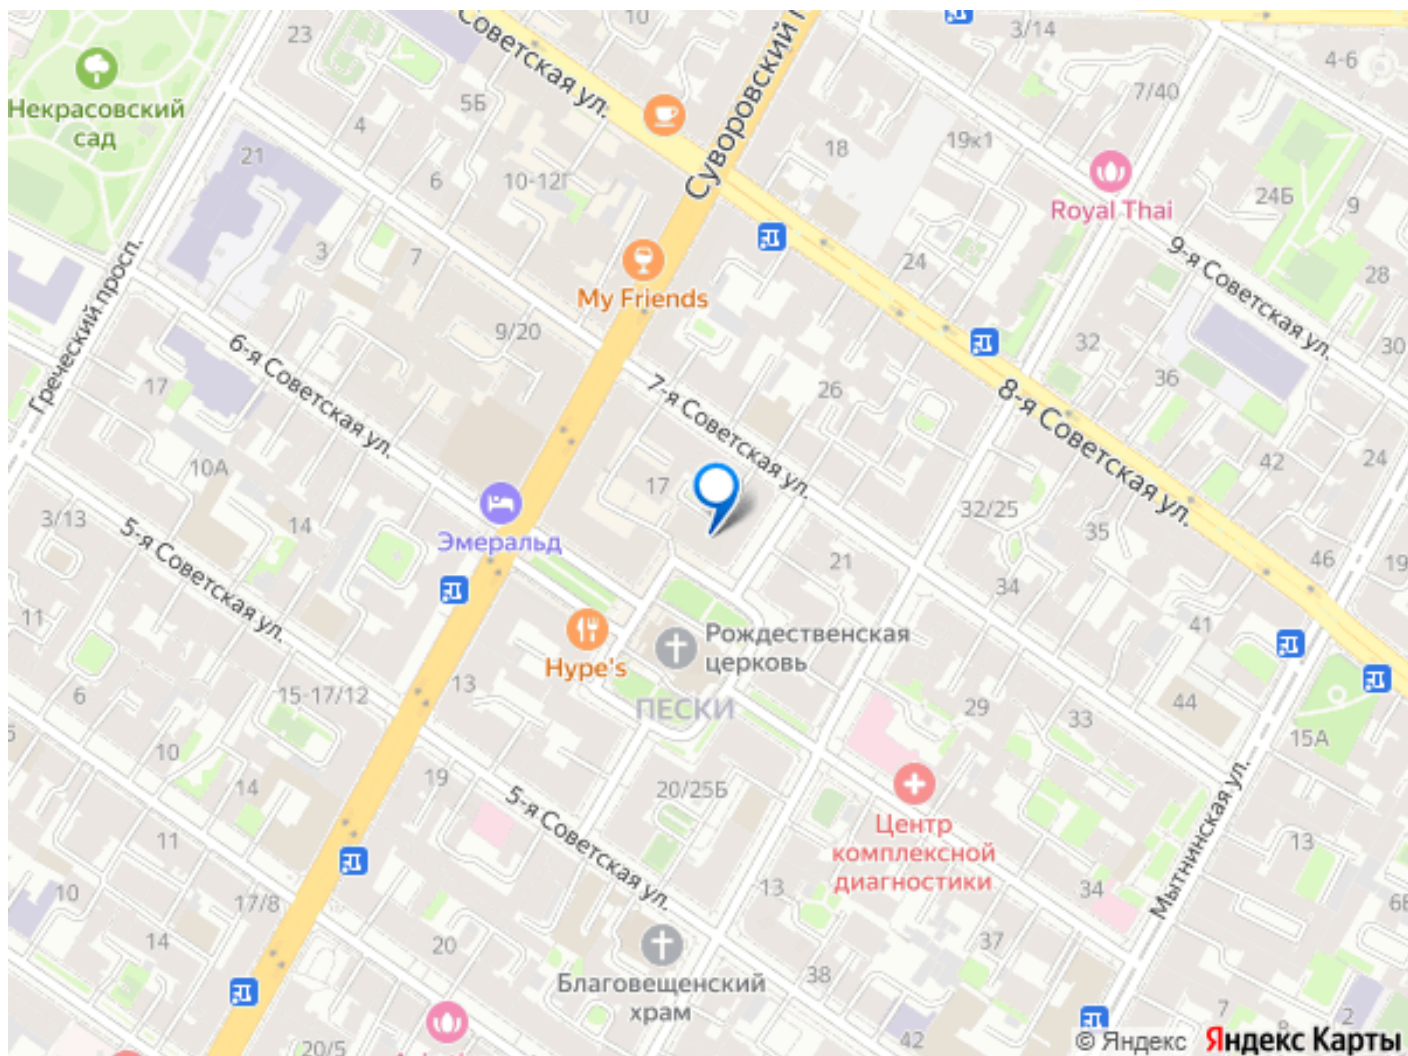 10
23
3/14
4-6
Советская ул.
Суворовский
Некрасовский
сад
5Б
7/40
4
18
19к1
21
6
10-12Г
24Б
9
Royal Thai
3
7
24
28
9-я Советская ул.
Греческий просп.
My Friends
9/20
6-я Советская ул.
32
30
17
26
36
7-я Советская ул.
8-я Советская ул.
10А
17
42
24
3/13
14
Эмеральд
32/25
35
5-я Советская ул.
21
46
19
34
11
41
Рождественская
церковь
Hype's
13
6
15-17/12
ПЕСКИ
29
33
44
15А
10
14
19
20/25Б
5-я Советская ул.
Центр
комплексной
диагностики
Мытнинская ул.
11
13
10
13
34
17/8
14
20
37
38
Благовещенский
храм
7
8
2
42
20/5
© Яндекс
Яндекс Карты